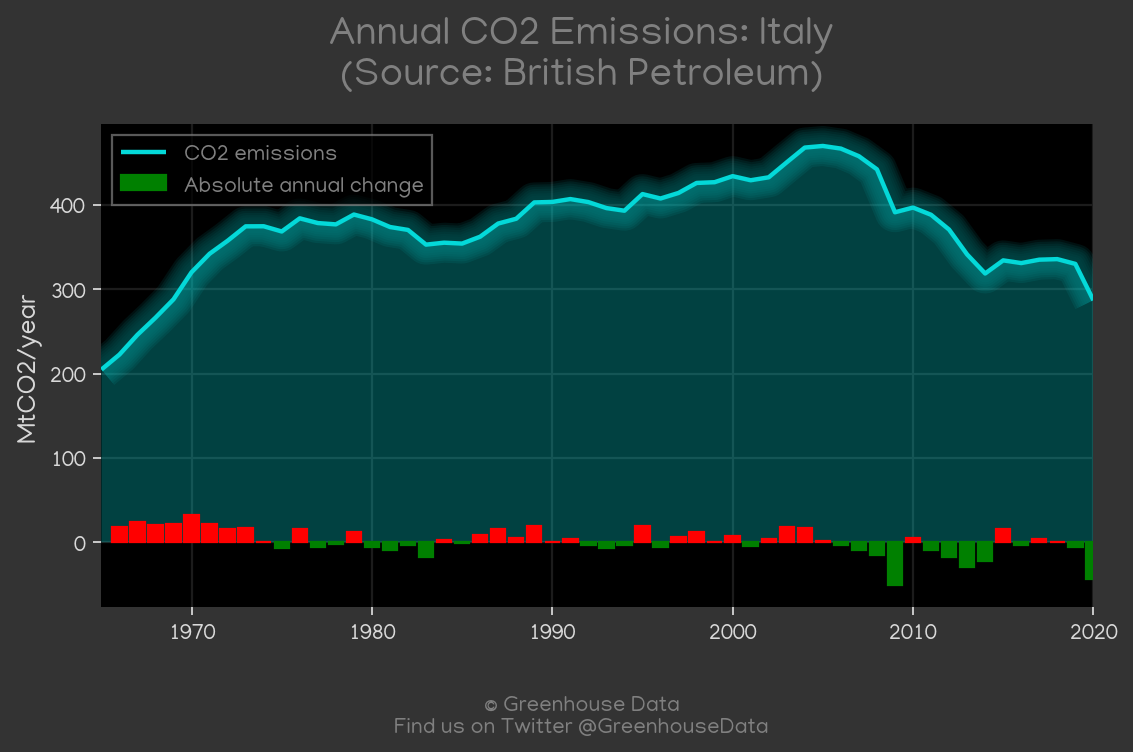 Annual CO2 Emissions: Italy
(Source: British Petroleum)
CO2 emissions
Absolute annual change
MtCO2/year
400
300
200
100
0
1970
1980
1990
2000
2010
2020
© Greenhouse Data
Find us on Twitter @GreenhouseData